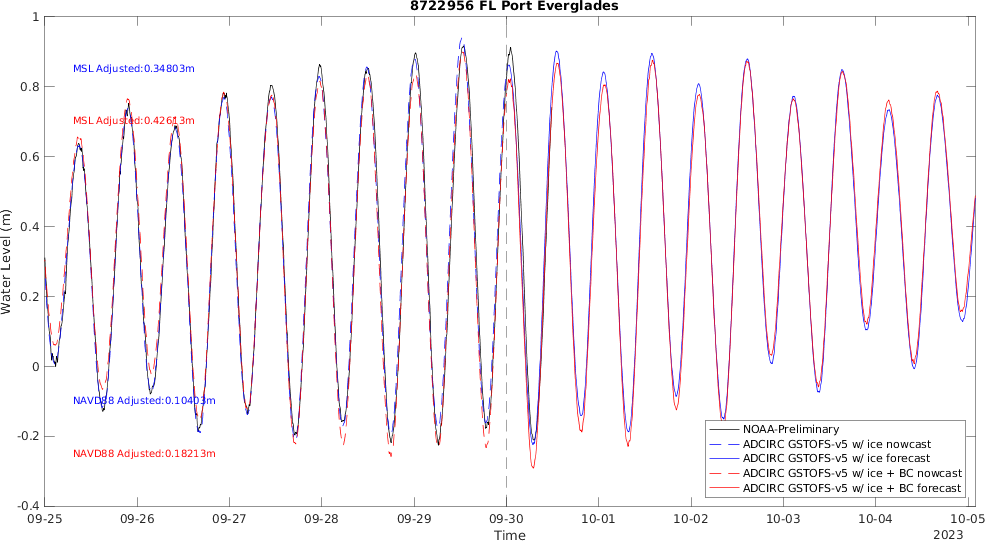 8722956 FL Port Everglades
1
0.8
0.6
0.4
0.2
0
-0.2
-0.4
Water Level (m)
MSL Adjusted:0.34803m
MSL Adjusted:0.42613m
NAVD88 Adjusted:0.10403m
NAVD88 Adjusted:0.18213m
NOAA-Preliminary
ADCIRC GSTOFS-v5 w/ ice nowcast
ADCIRC GSTOFS-v5 w/ ice forecast
ADCIRC GSTOFS-v5 w/ ice + BC nowcast
ADCIRC GSTOFS-v5 w/ ice + BC forecast
09-25 09-26 09-27 09-28 09-29 09-30 10-01 10-02 10-03 10-04 10-05
Time
2023